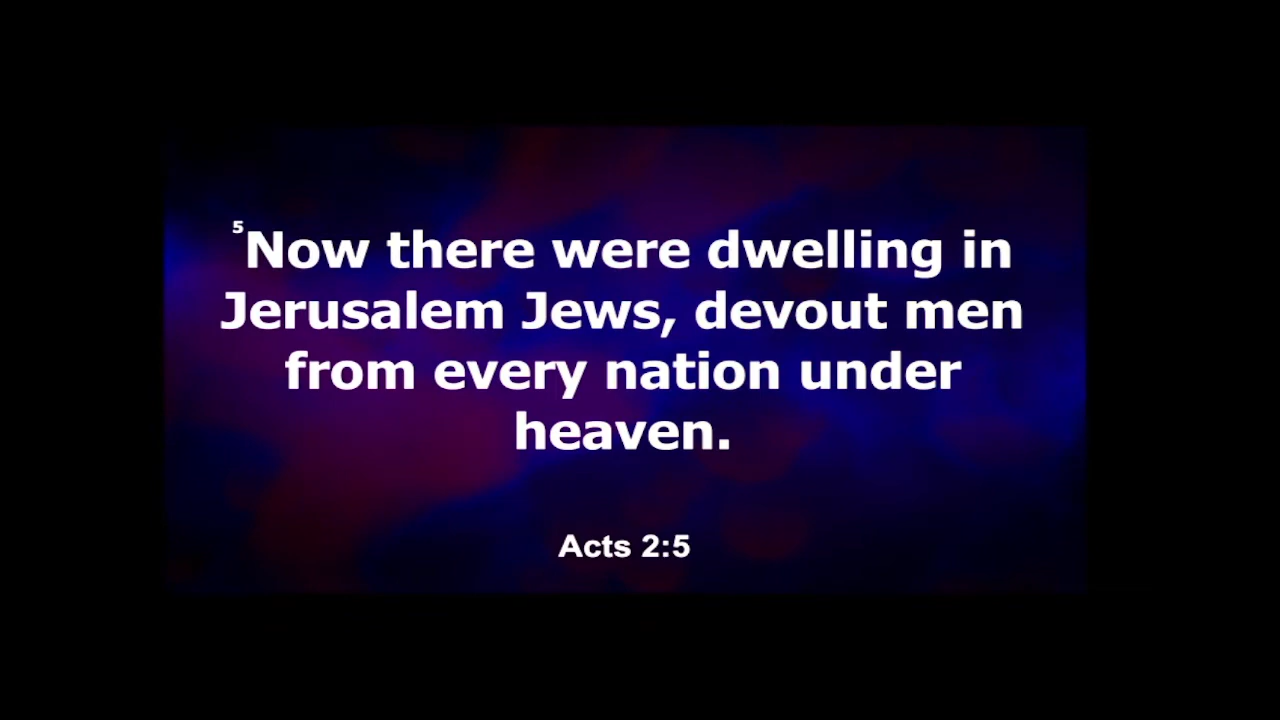 ⁵Now there were dwelling in
Jerusalem Jews, devout men
from every nation under
heaven.
Acts 2:5